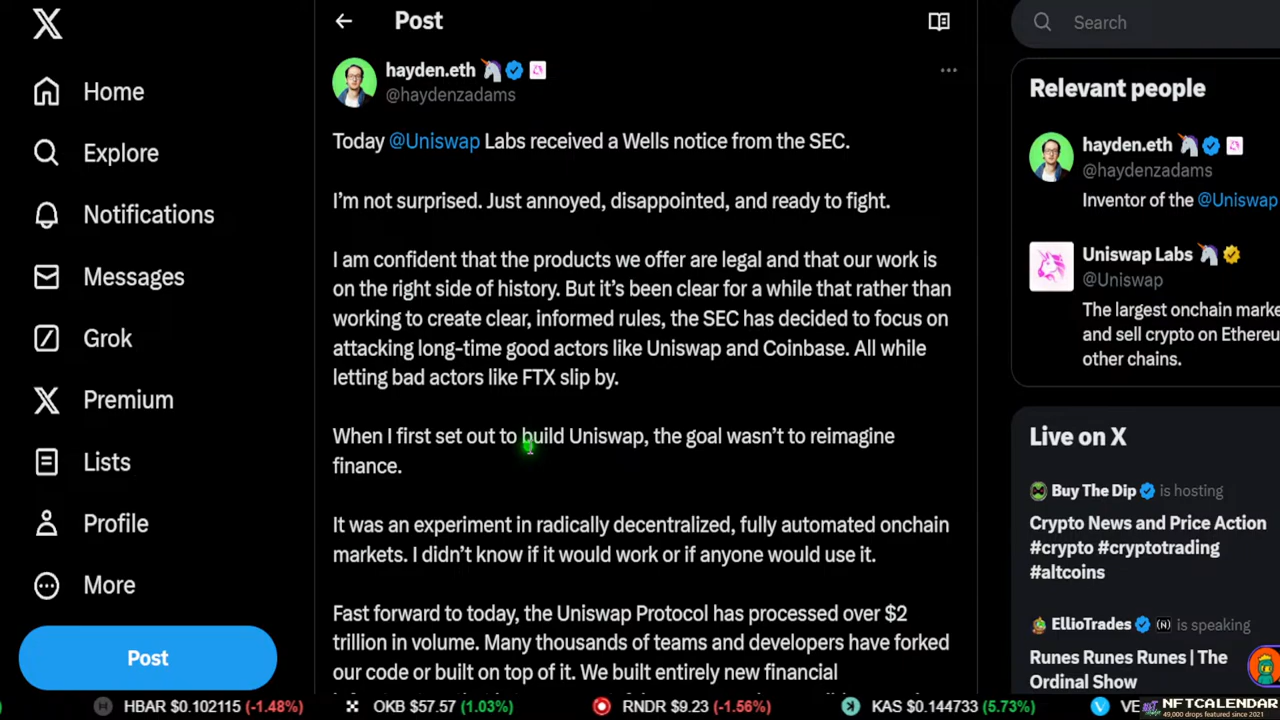 Home
Explore
Notifications
Messages
Grok
Premium
Lists
Profile
More
Post
Post
hayden.eth
@haydenzadams
Today @Uniswap Labs received a Wells notice from the SEC.
I'm not surprised. Just annoyed, disappointed, and ready to fight.
I am confident that the products we offer are legal and that our work is
on the right side of history. But it's been clear for a while that rather than
working to create clear, informed rules, the SEC has decided to focus on
attacking long-time good actors like Uniswap and Coinbase. All while
letting bad actors like FTX slip by.
When I first set out to build Uniswap, the goal wasn't to reimagine
finance.
It was an experiment in radically decentralized, fully automated onchain
markets. I didn't know if it would work or if anyone would use it.
Fast forward to today, the Uniswap Protocol has processed over $2
trillion in volume. Many thousands of teams and developers have forked
our code or built on top of it. We built entirely new financial
Search
Relevant people
hayden.eth
@haydenzadams
Inventor of the @Uniswap
Uniswap Labs
@Uniswap
The largest onchain marke
and sell crypto on Ethereu
other chains.
Live on X
Buy The Dip is hosting
Crypto News and Price Action
#crypto #cryptotrading
#altcoins
EllioTrades (N) is speaking
Runes Runes Runes | The
Ordinal Show
HBAR $0.102115 (-1.48%) OKB $57.57 (1.03%) RNDR $9.23 (-1.56%) KAS $0.144733 (5.73%) VE
NFTCALENDAR
49,000 drops featured since 2021